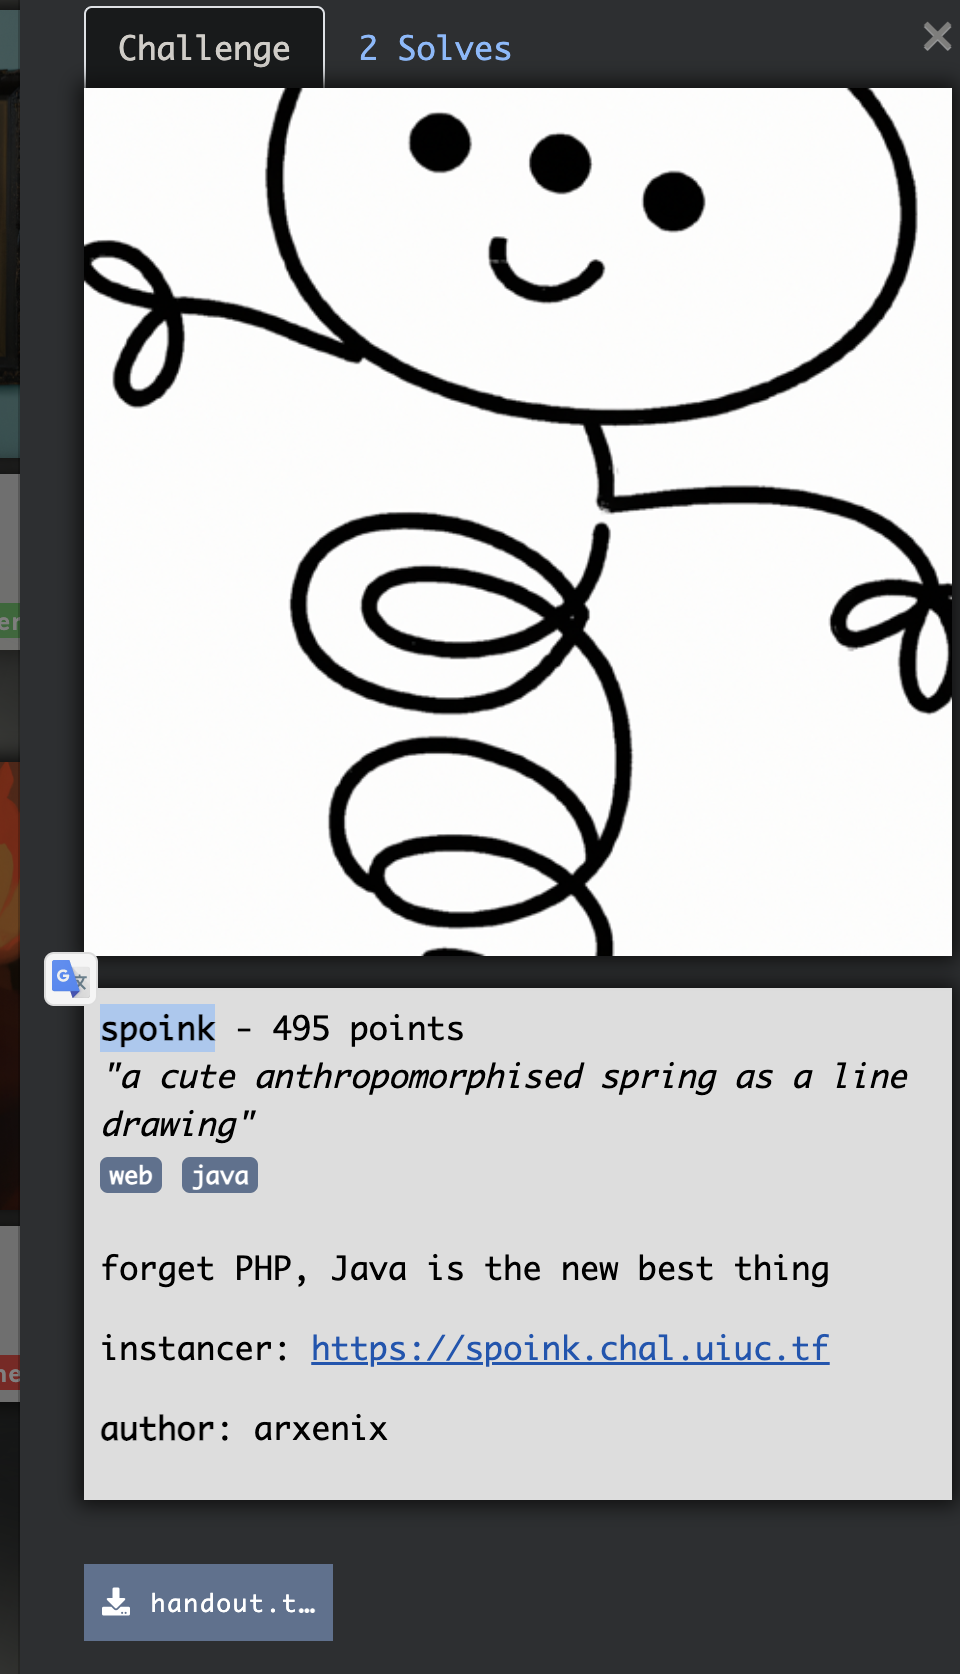 Challenge
2 Solves
spoink - 495 points
"a cute anthropomorphised spring as a line
drawing"
web java
forget PHP, Java is the new best thing
instancer: https://spoink.chal.uiuc.tf
author: arxenix
handout.t…